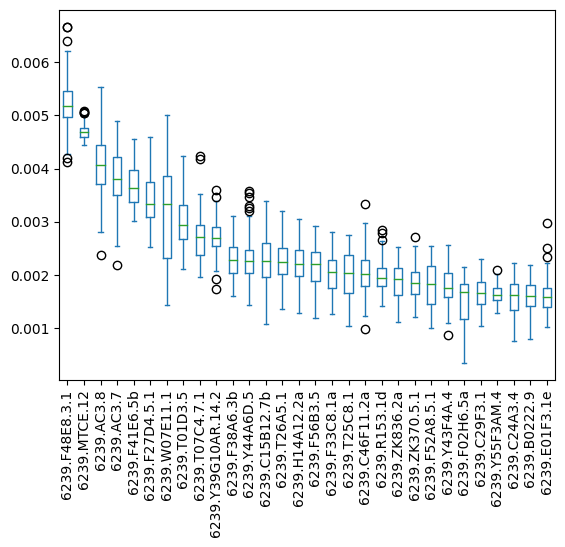 0.006
0.005
0.004
0.003
0.002
0.001
6239.F48E8.3.1
6239.MTCE.12
6239.AC3.8
6239.AC3.7
6239.F41E6.5b
6239.F27D4.5.1
6239.W07E11.1
6239.T01D3.5
6239.T07C4.7.1
6239.Y39G10AR.14.2
6239.F38A6.3b
6239.Y44A6D.5
6239.C15B12.7b
6239.T26A5.1
6239.H14A12.2a
6239.F56B3.5
6239.F33C8.1a
6239.T25C8.1
6239.C46F11.2a
6239.R153.1d
6239.ZK836.2a
6239.ZK370.5.1
6239.F52A8.5.1
6239.Y43F4A.4
6239.F02H6.5a
6239.C29F3.1
6239.Y55F3AM.4
6239.C24A3.4
6239.B0222.9
6239.E01F3.1e